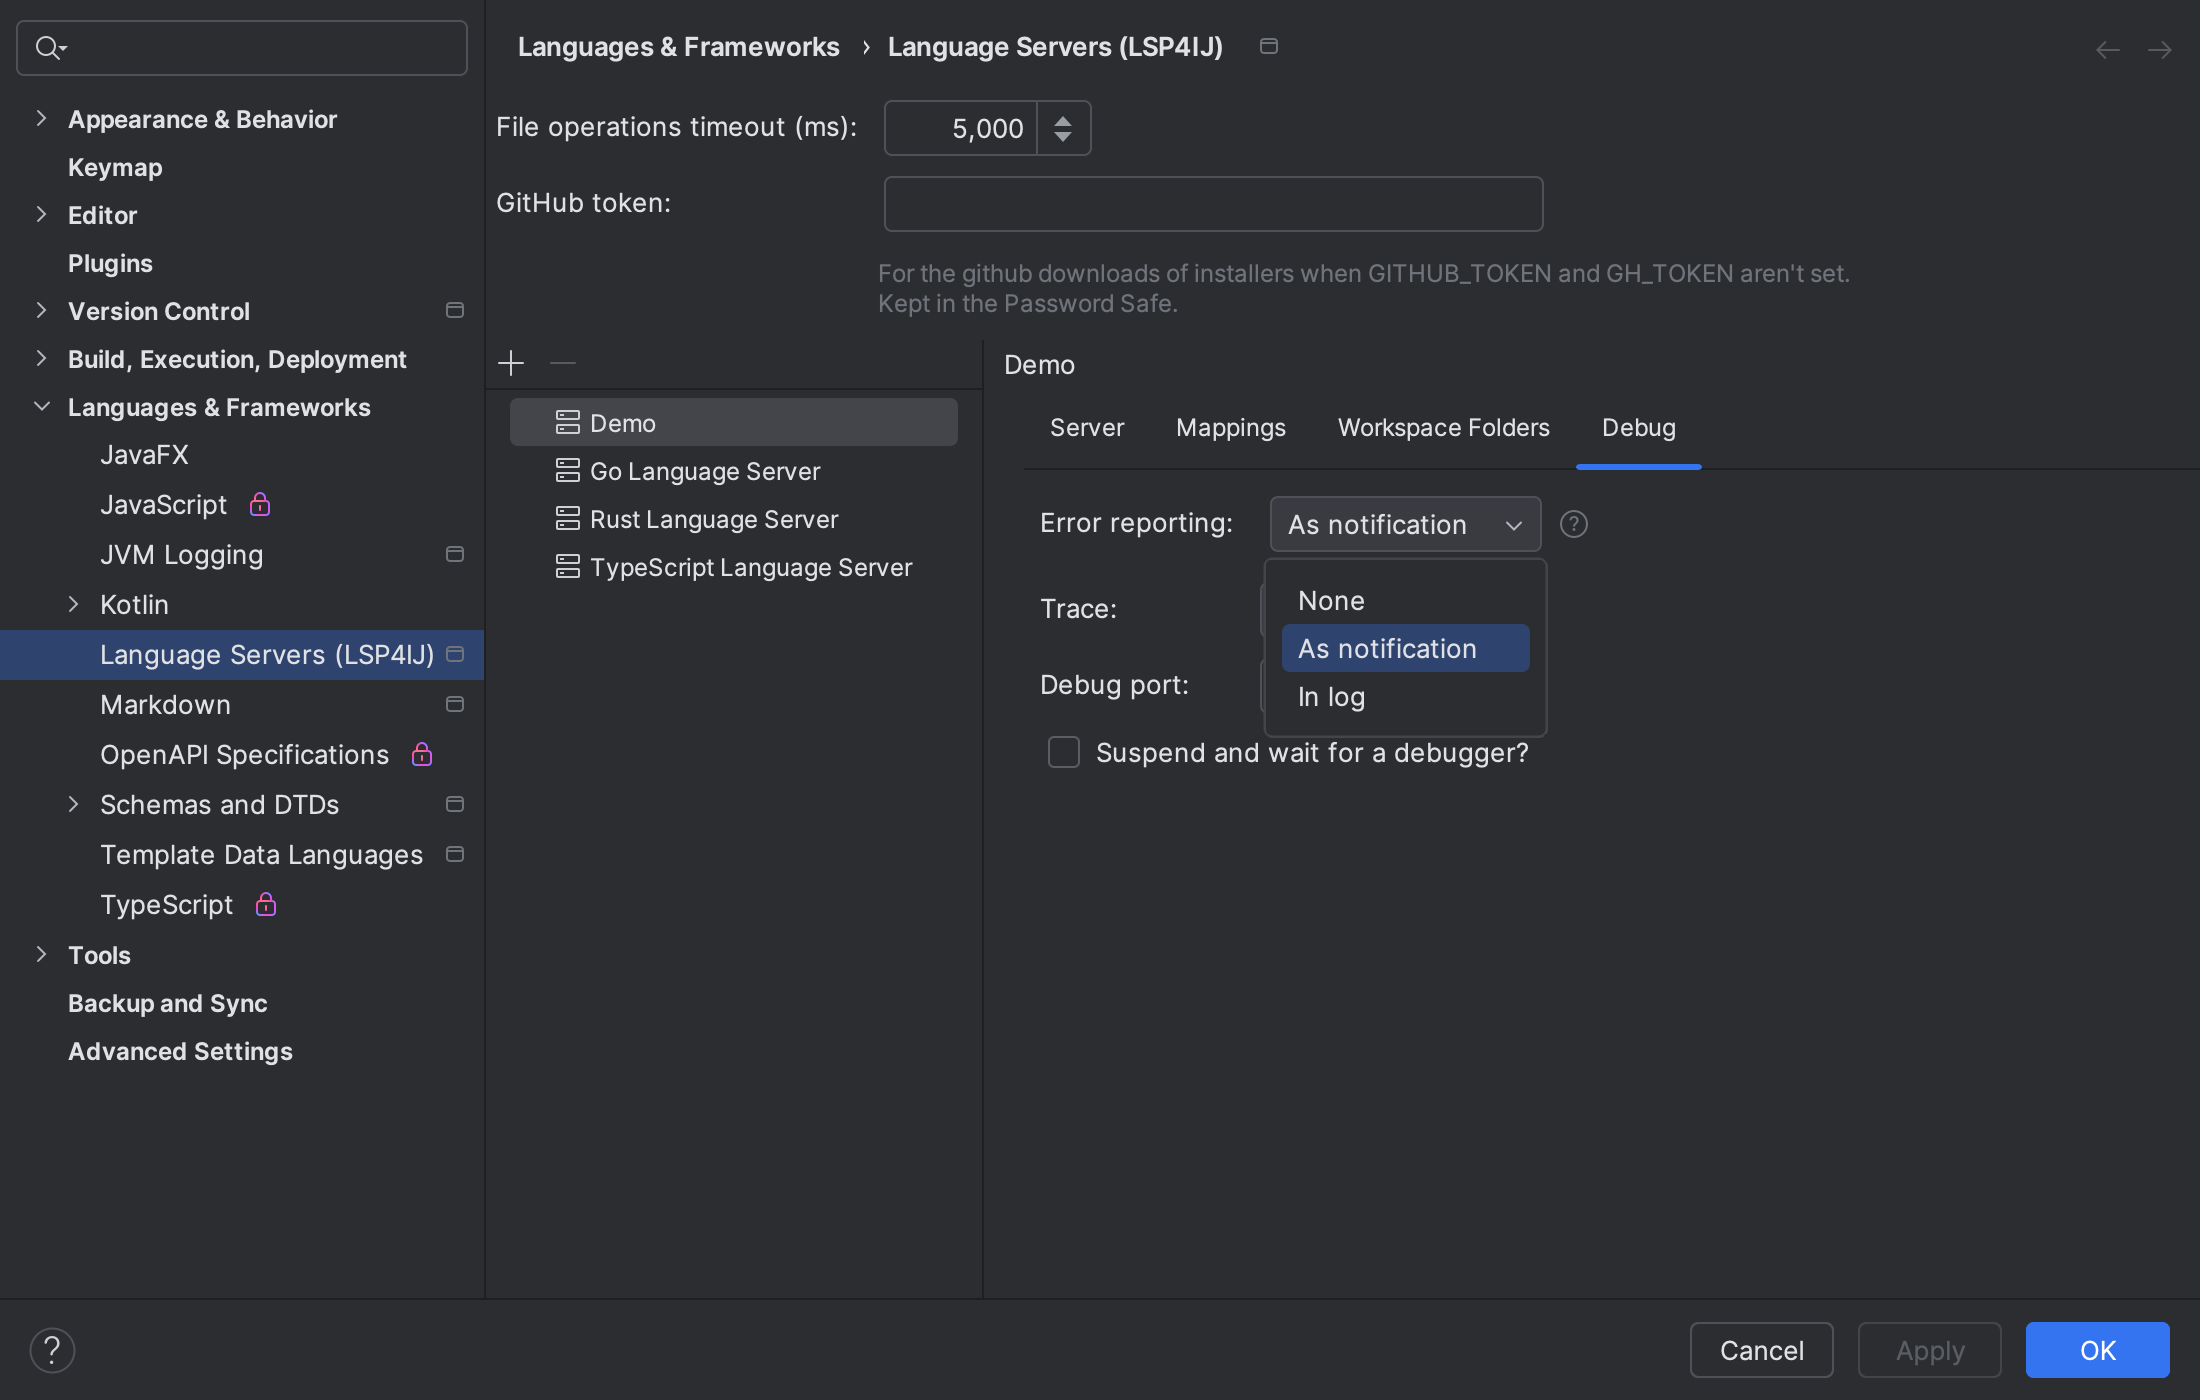 Languages & Frameworks › Language Servers (LSP4IJ)
Appearance & Behavior
Keymap
Editor
Plugins
Version Control
Build, Execution, Deployment
Languages & Frameworks
JavaFX
JavaScript
JVM Logging
Kotlin
Language Servers (LSP4IJ)
Markdown
OpenAPI Specifications
Schemas and DTDs
Template Data Languages
TypeScript
Tools
Backup and Sync
Advanced Settings
File operations timeout (ms): 5,000
GitHub token:
For the github downloads of installers when GITHUB_TOKEN and GH_TOKEN aren't set.
Kept in the Password Safe.
Demo
Go Language Server
Rust Language Server
TypeScript Language Server
Demo
Server Mappings Workspace Folders Debug
Error reporting: As notification ?
None
As notification
In log
Trace:
Debug port:
Suspend and wait for a debugger?
? Cancel Apply OK